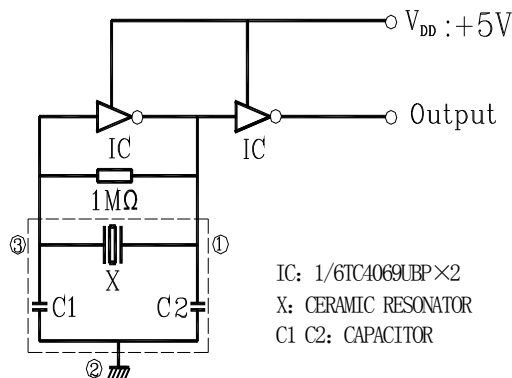 V_DD :+5V
Output
IC
IC
1MΩ
③
①
X
C1
C2
②
IC: 1/6TC4069UBP×2
X: CERAMIC RESONATOR
C1 C2: CAPACITOR